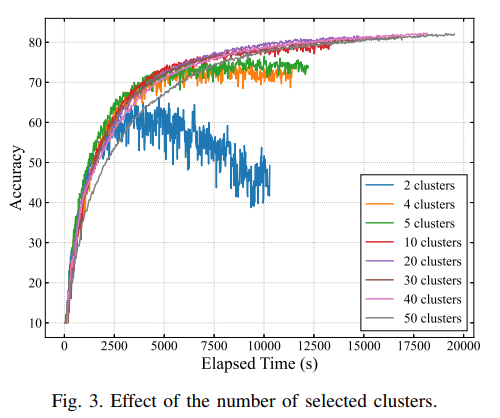 80
70
60
50
40
30
20
10
Accuracy
2 clusters
4 clusters
5 clusters
10 clusters
20 clusters
30 clusters
40 clusters
50 clusters
0 2500 5000 7500 10000 12500 15000 17500 20000
Elapsed Time (s)
Fig. 3. Effect of the number of selected clusters.